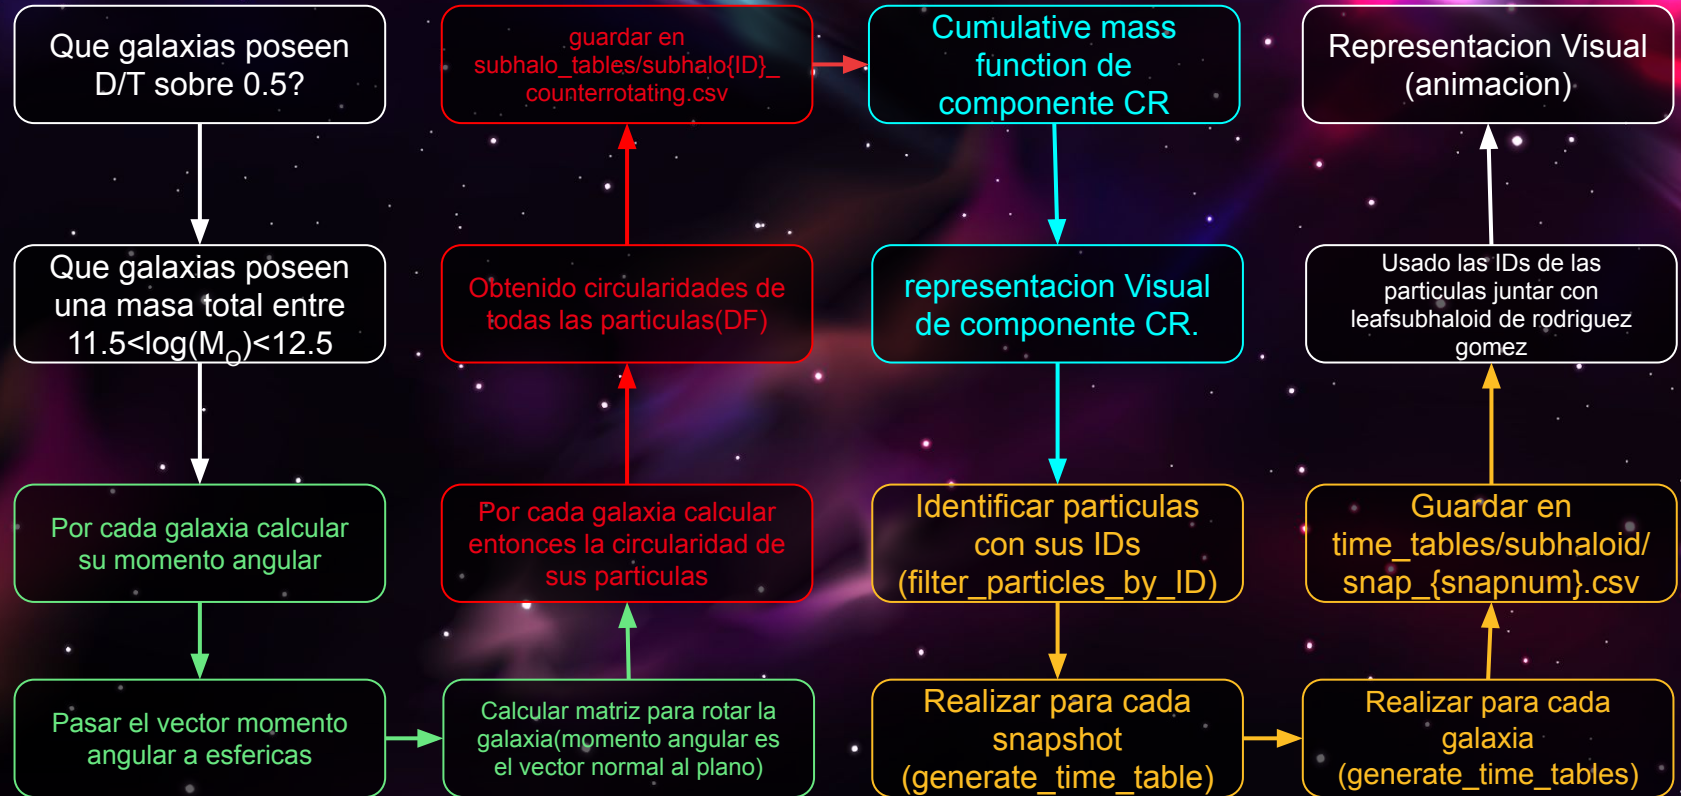 Que galaxias poseen
D/T sobre 0.5?
Que galaxias poseen
una masa total entre
11.5<log(M_O)<12.5
Por cada galaxia calcular
su momento angular
Pasar el vector momento
angular a esfericas
Calcular matriz para rotar la
galaxia(momento angular es
el vector normal al plano)
Por cada galaxia calcular
entonces la circularidad de
sus particulas
Obtenido circularidades de
todas las particulas(DF)
guardar en
subhalo_tables/subhalo{ID}_
counterrotating.csv
Cumulative mass
function de
componente CR
representacion Visual
de componente CR.
Identificar particulas
con sus IDs
(filter_particles_by_ID)
Realizar para cada
snapshot
(generate_time_table)
Realizar para cada
galaxia
(generate_time_tables)
Guardar en
time_tables/subhaloid/
snap_{snapnum}.csv
Usado las IDs de las
particulas juntar con
leafsubhaloid de rodriguez
gomez
Representacion Visual
(animacion)